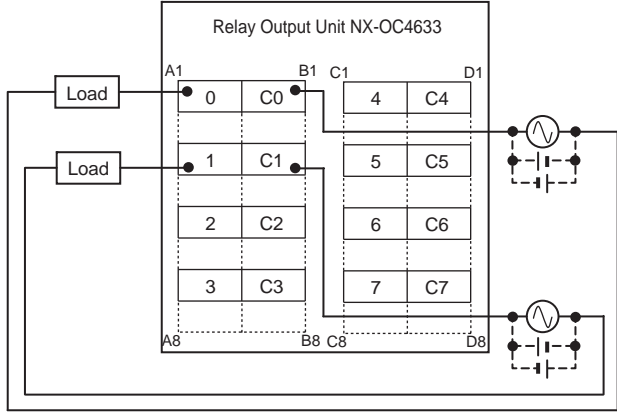 Relay Output Unit NX-OC4633
A1 B1 C1 D1
Load 0 C0 4 C4
Load 1 C1 5 C5
2 C2 6 C6
3 C3 7 C7
A8 B8 C8 D8